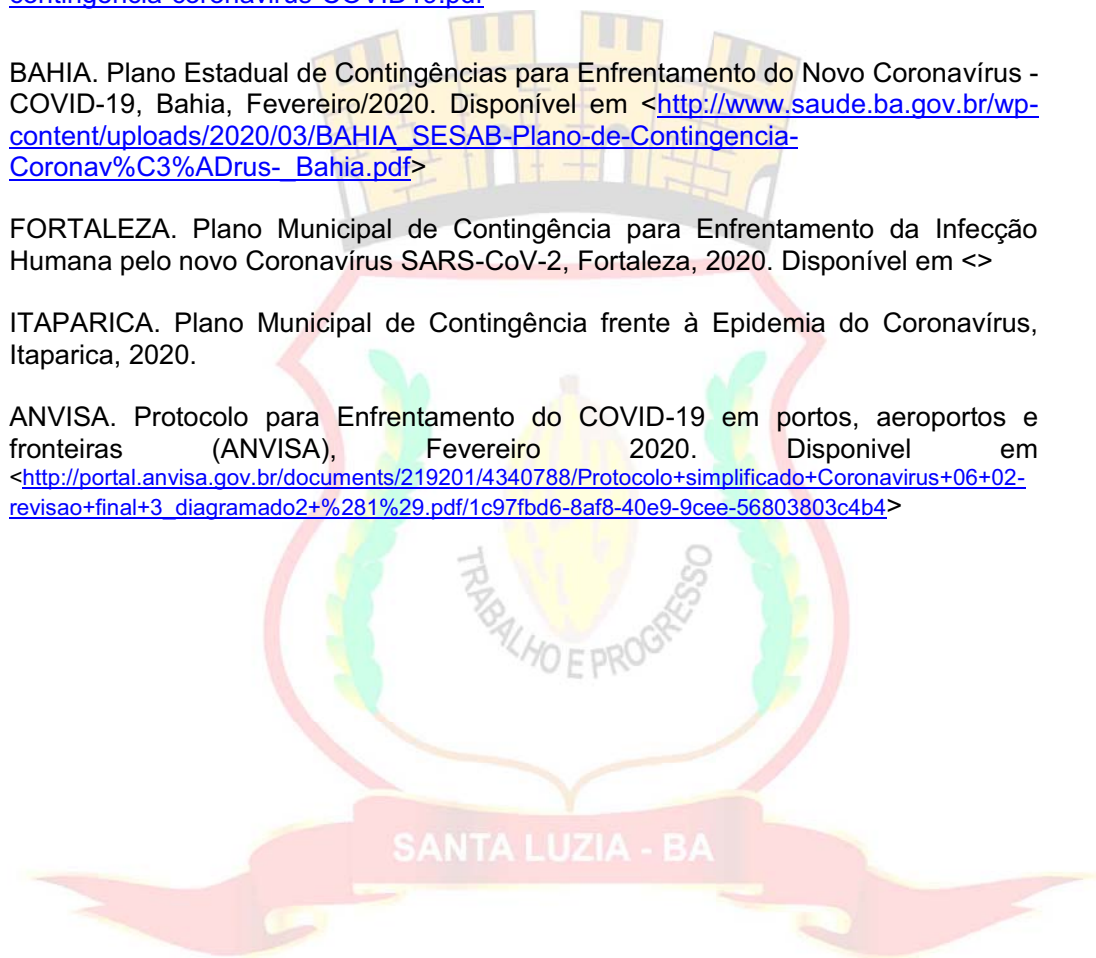 contingencia-coronavirus-COVID19.pdf
BAHIA. Plano Estadual de Contingências para Enfrentamento do Novo Coronavírus -
COVID-19, Bahia, Fevereiro/2020. Disponível em <http://www.saude.ba.gov.br/wp-
content/uploads/2020/03/BAHIA_SESAB-Plano-de-Contingencia-
Coronav%C3%ADrus-_Bahia.pdf>
FORTALEZA. Plano Municipal de Contingência para Enfrentamento da Infecção
Humana pelo novo Coronavírus SARS-CoV-2, Fortaleza, 2020. Disponível em <>
ITAPARICA. Plano Municipal de Contingência frente à Epidemia do Coronavírus,
Itaparica, 2020.
ANVISA. Protocolo para Enfrentamento do COVID-19 em portos, aeroportos e
fronteiras (ANVISA), Fevereiro 2020. Disponivel em
<http://portal.anvisa.gov.br/documents/219201/4340788/Protocolo+simplificado+Coronavirus+06+02-
revisao+final+3_diagramado2+%281%29.pdf/1c97fbd6-8af8-40e9-9cee-56803803c4b4>
TRABALHO E PROGRESSO
SANTA LUZIA - BA